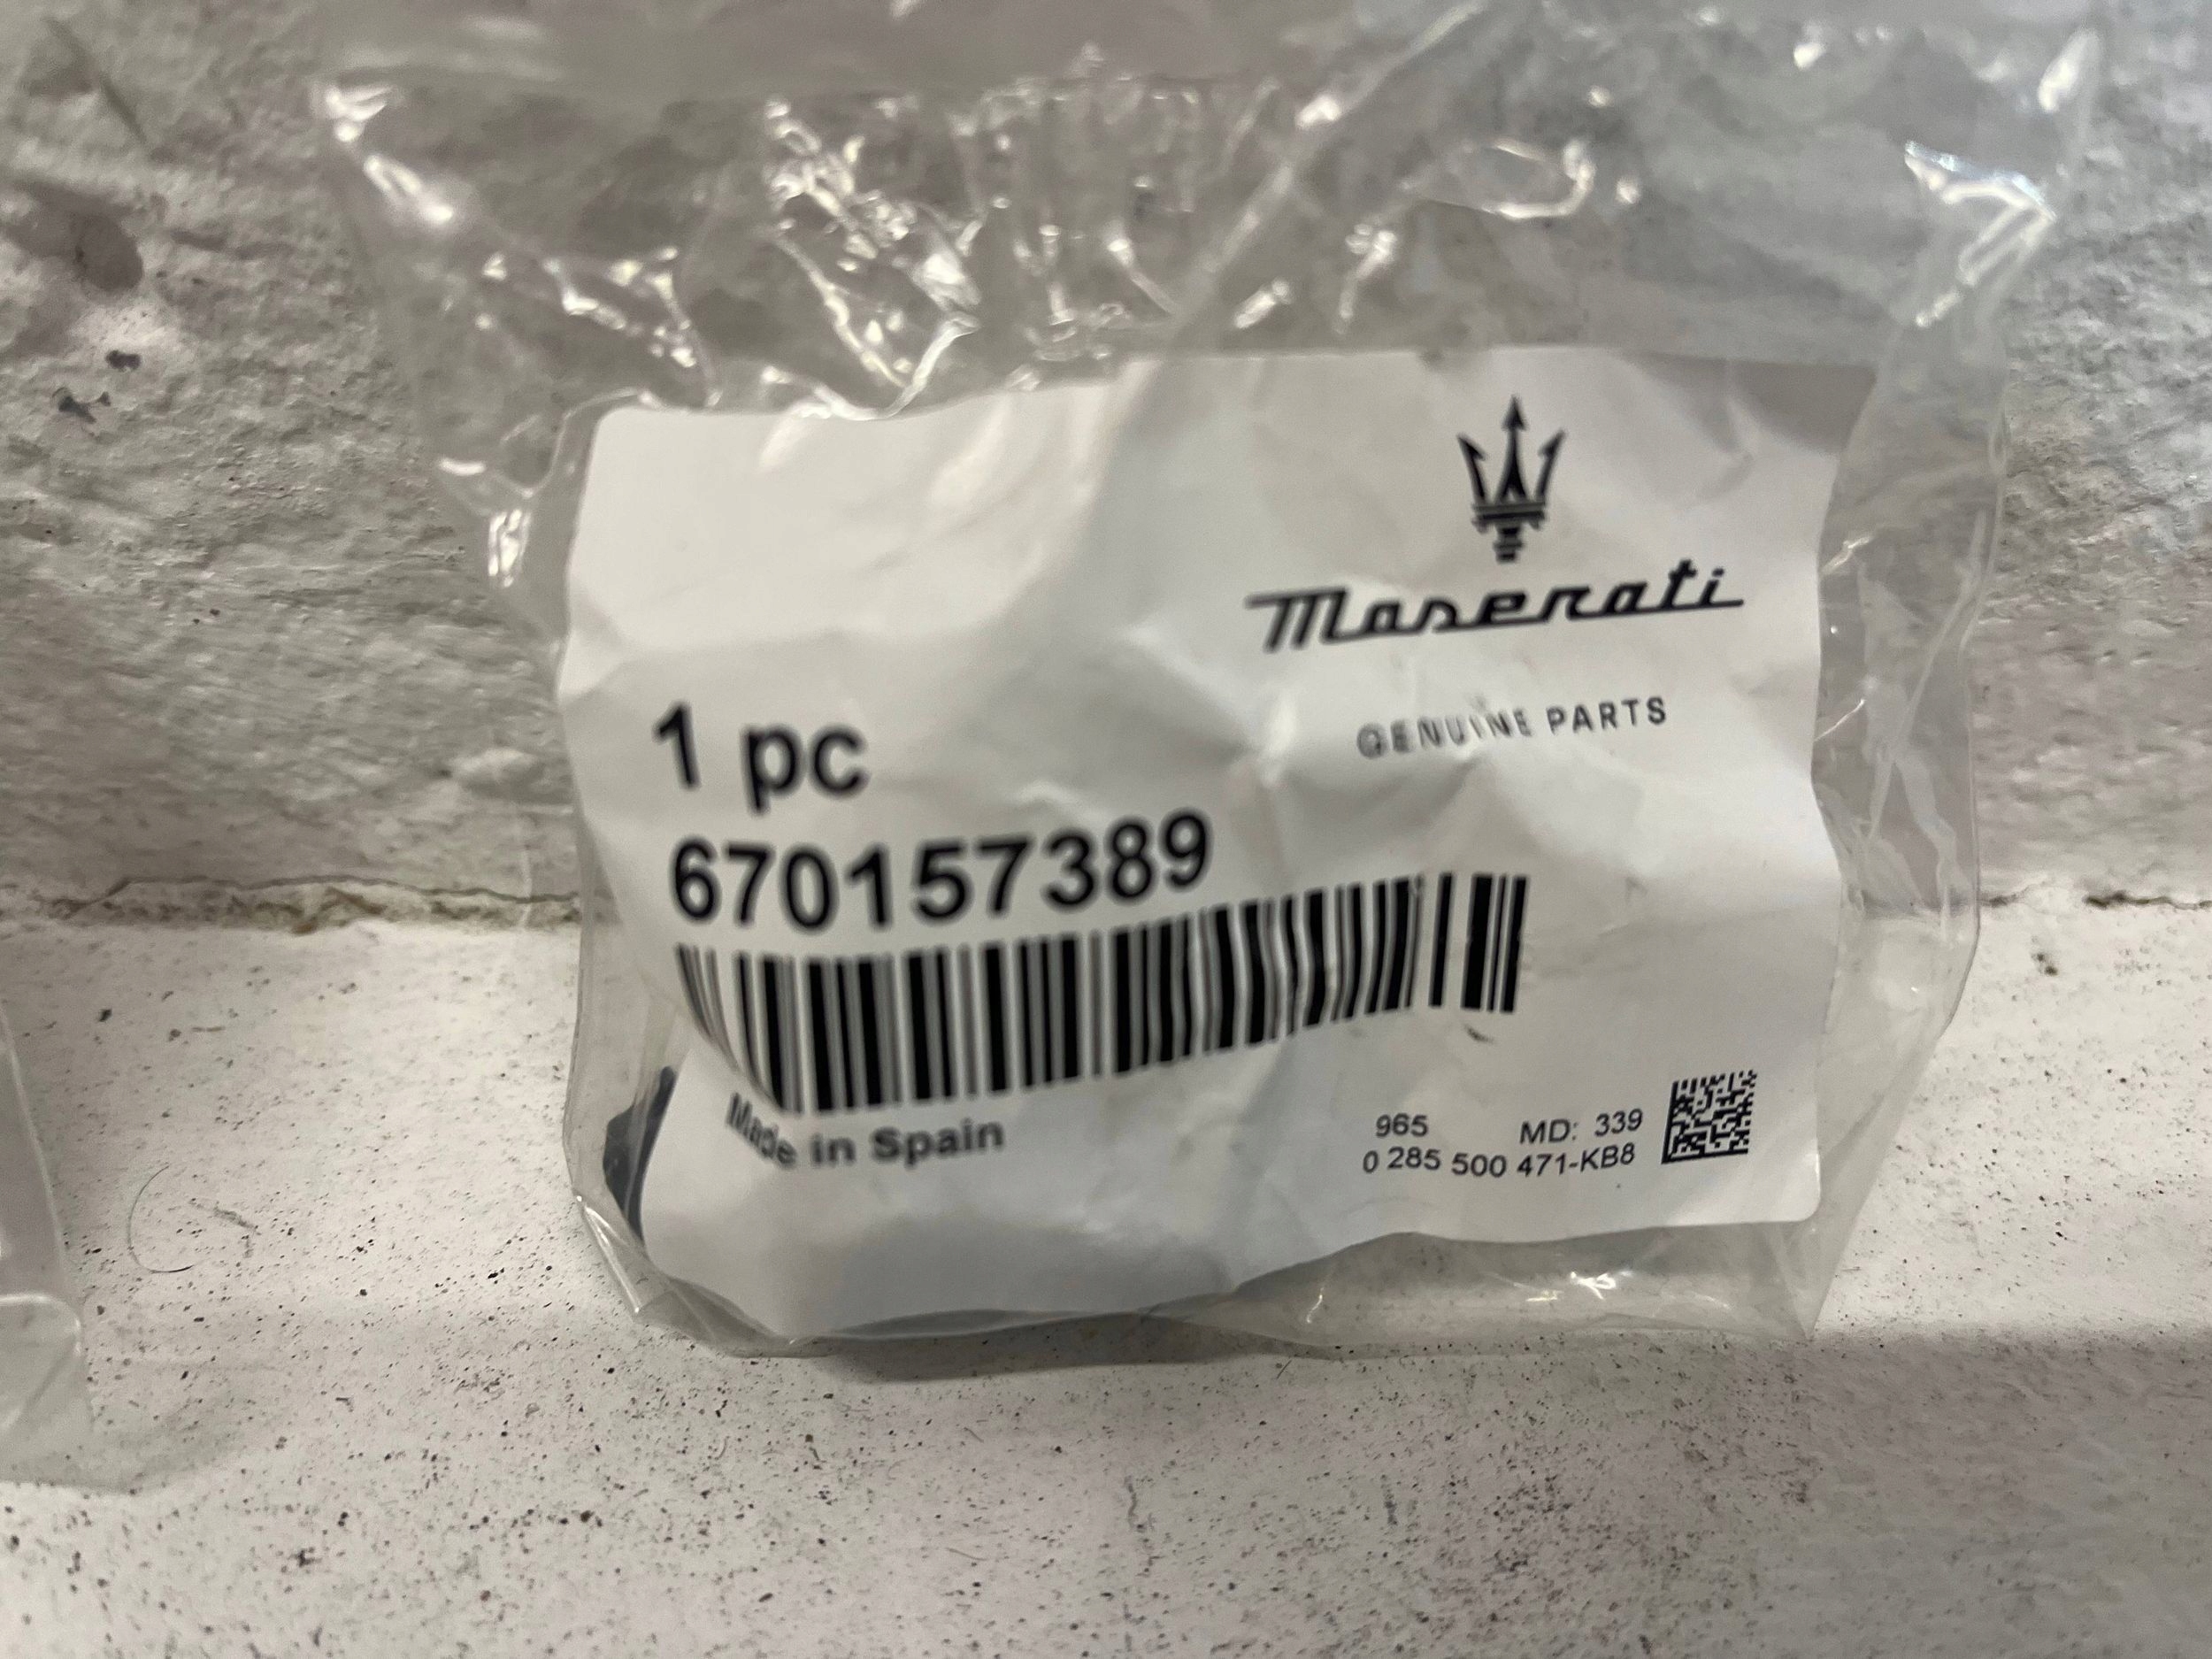 Maserati
GENUINE PARTS
1 pc
670157389
Made in Spain
965 MD: 339
0 285 500 471-KB8